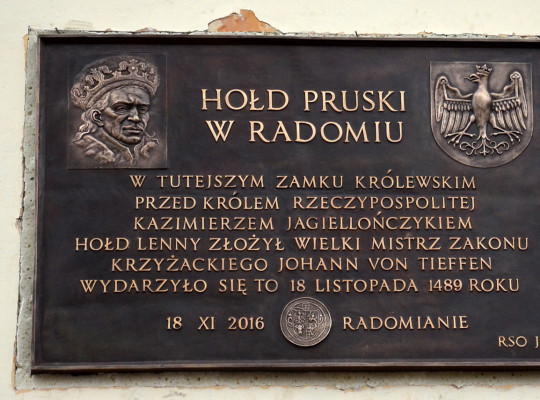 HOŁD PRUSKI
W RADOMIU
W TUTEJSZYM ZAMKU KRÓLEWSKIM
PRZED KRÓLEM RZECZYPOSPOLITEJ
KAZIMIERZEM JAGIELLOŃCZYKIEM
HOŁD LENNY ZŁOŻYŁ WIELKI MISTRZ ZAKONU
KRZYŻACKIEGO JOHANN VON TIEFFEN
WYDARZYŁO SIĘ TO 18 LISTOPADA 1489 ROKU
18 XI 2016 RADOMIANIE
RSO J